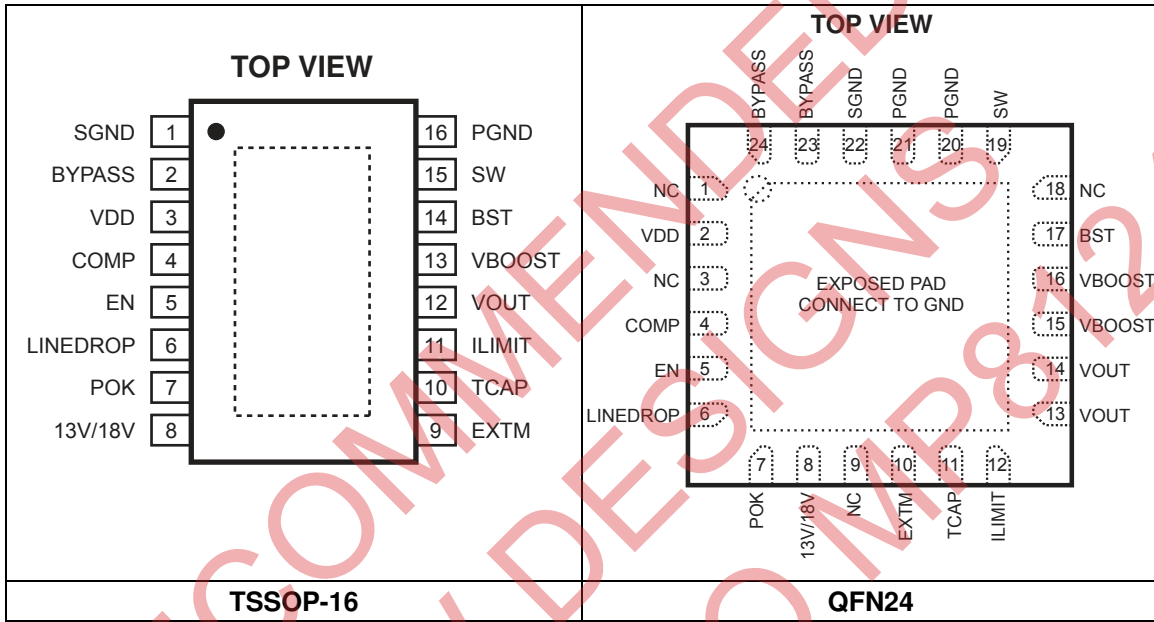 TOP VIEW
SGND 1
BYPASS 2
VDD 3
COMP 4
EN 5
LINEDROP 6
POK 7
13V/18V 8
16 PGND
15 SW
14 BST
13 VBOOST
12 VOUT
11 ILIMIT
10 TCAP
9 EXTM
TSSOP-16
TOP VIEW
BYPASS BYPASS SGND PGND PGND SW
24 23 22 21 20 19
NC 1
VDD 2
NC 3
COMP 4
EN 5
LINEDROP 6
18 NC
17 BST
16 VBOOST
15 VBOOST
14 VOUT
13 VOUT
EXPOSED PAD
CONNECT TO GND
7 8 9 10 11 12
POK 13V/18V NC EXTM TCAP ILIMIT
QFN24
COMMENDED
DESIGNS
MP812